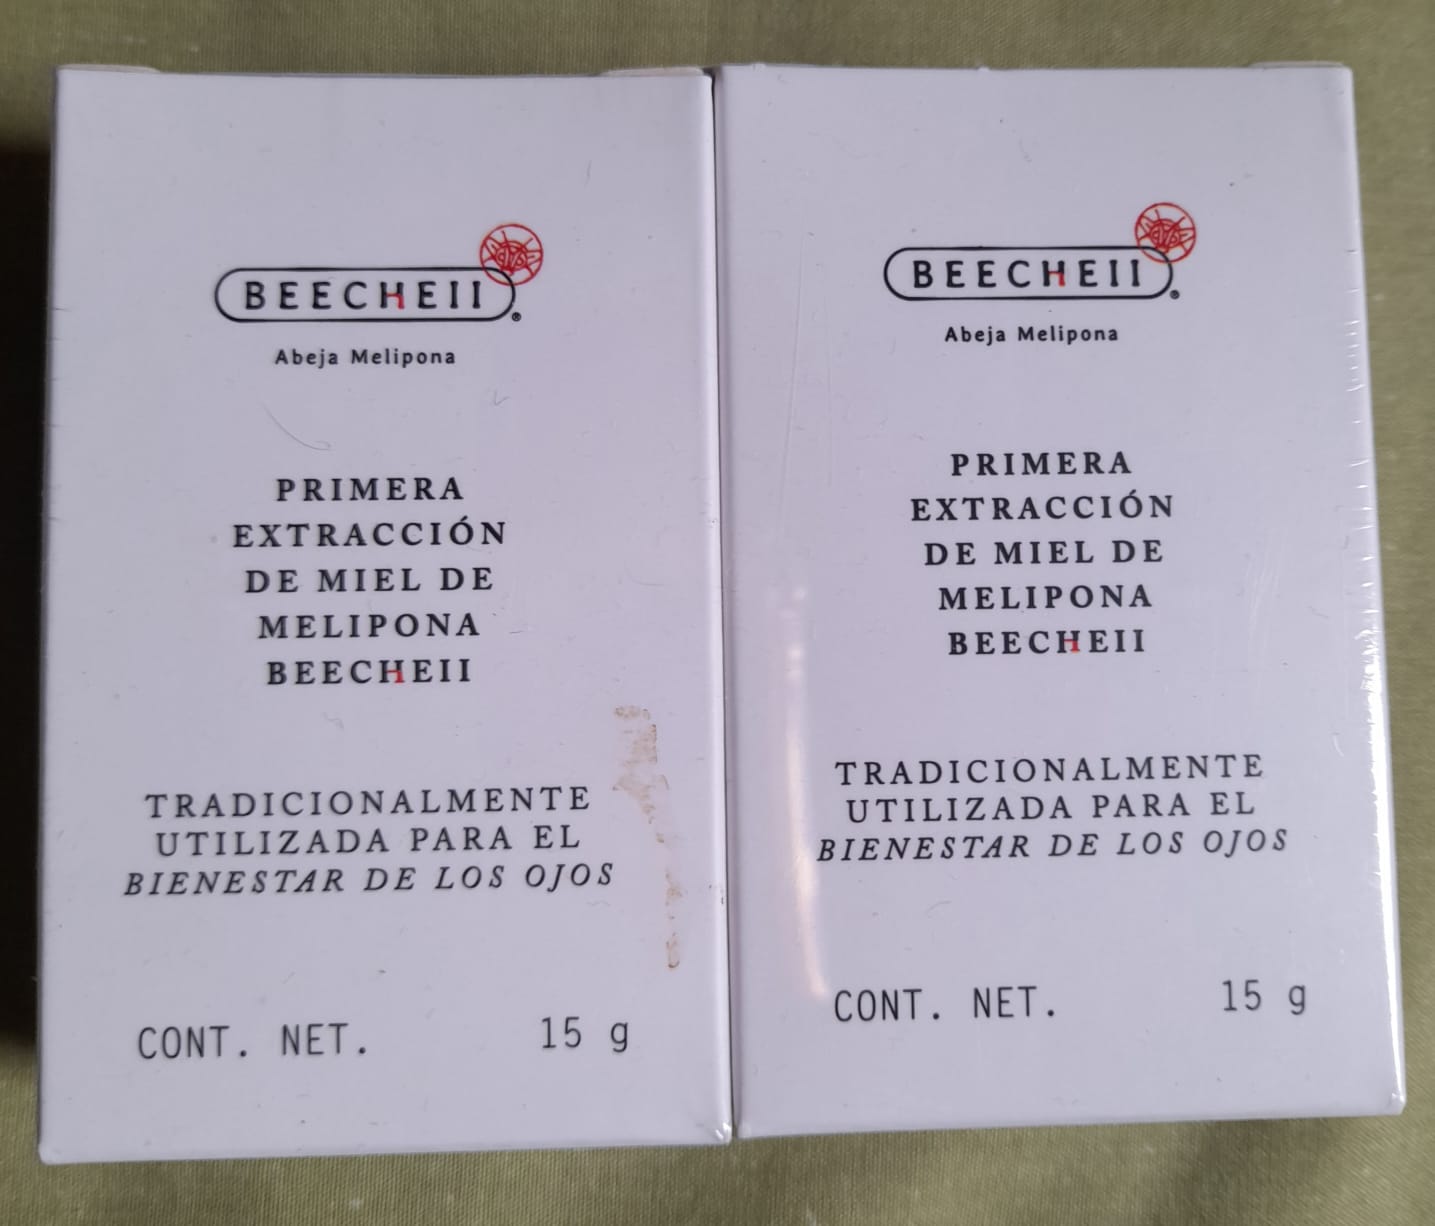 BEECHEII
®
Abeja Melipona
PRIMERA
EXTRACCIÓN
DE MIEL DE
MELIPONA
BEECHEII
TRADICIONALMENTE
UTILIZADA PARA EL
BIENESTAR DE LOS OJOS
CONT. NET. 15 g
BEECHEII
®
Abeja Melipona
PRIMERA
EXTRACCIÓN
DE MIEL DE
MELIPONA
BEECHEII
TRADICIONALMENTE
UTILIZADA PARA EL
BIENESTAR DE LOS OJOS
CONT. NET. 15 g